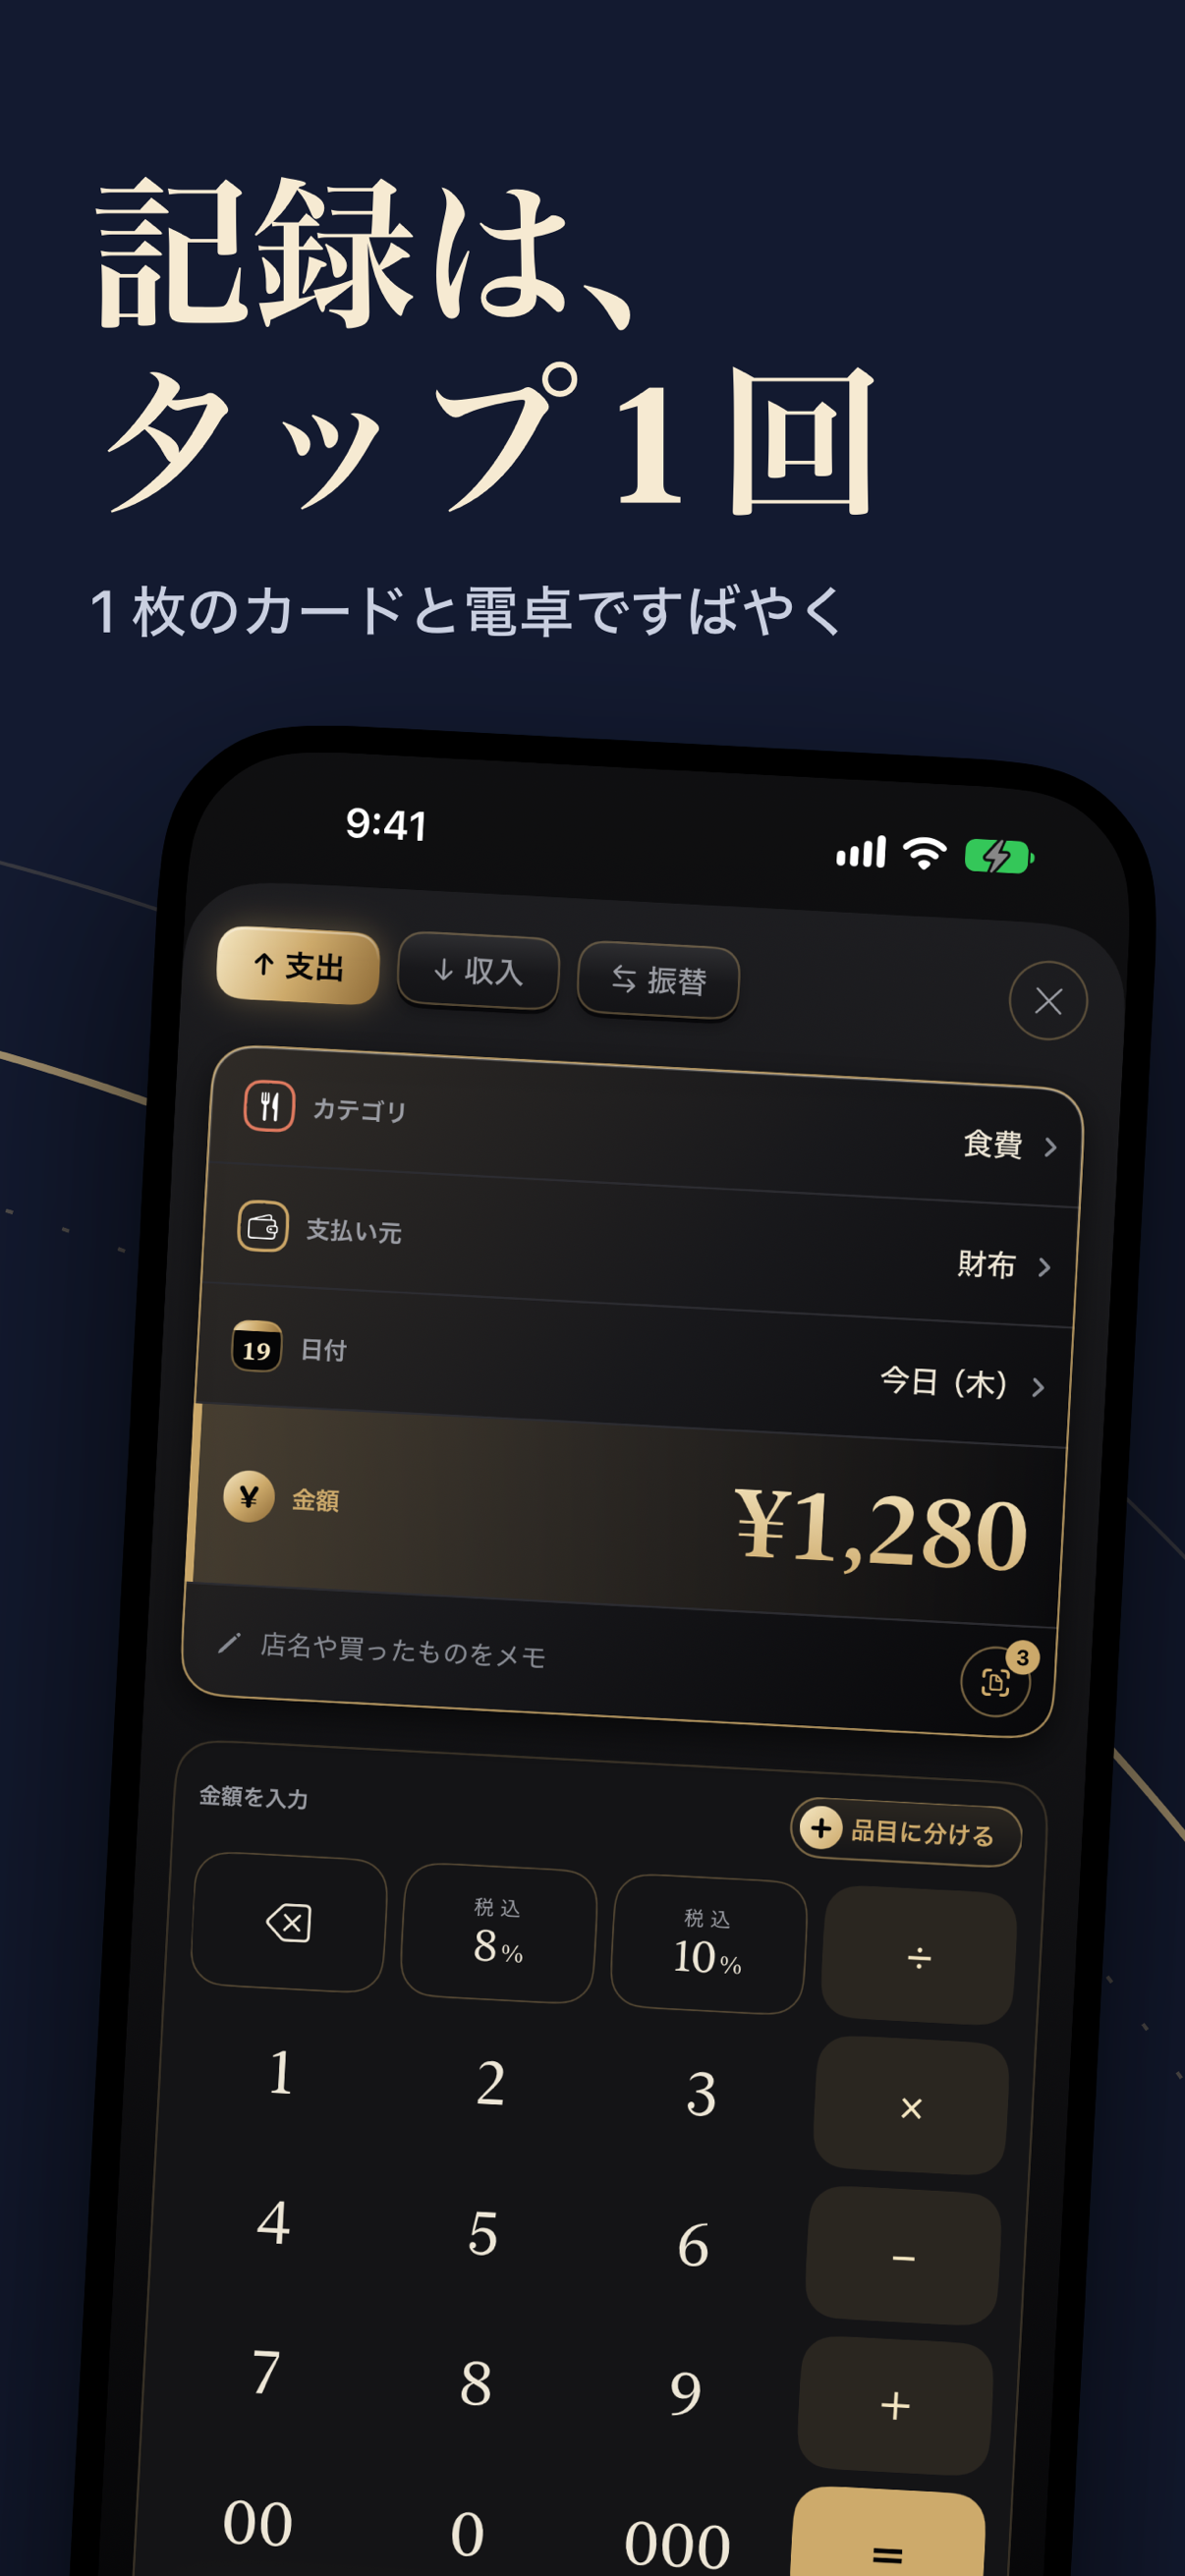 記録は、
タップ1回
1枚のカードと電卓ですばやく
9:41
↑ 支出
↓ 収入
⇆ 振替
カテゴリ
食費 >
支払い元
財布 >
19 日付
今日（木） >
¥ 金額
¥1,280
店名や買ったものをメモ
3
金額を入力
+ 品目に分ける
税込 8%
税込 10%
÷
1 2 3 ×
4 5 6 −
7 8 9 +
00 0 000 =